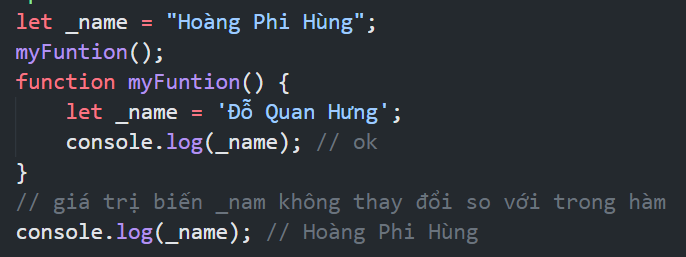 let _name = "Hoàng Phi Hùng";
myFuntion();
function myFuntion() {
    let _name = 'Đỗ Quan Hưng';
    console.log(_name); // ok
}
// giá trị biến _nam không thay đổi so với trong hàm
console.log(_name); // Hoàng Phi Hùng